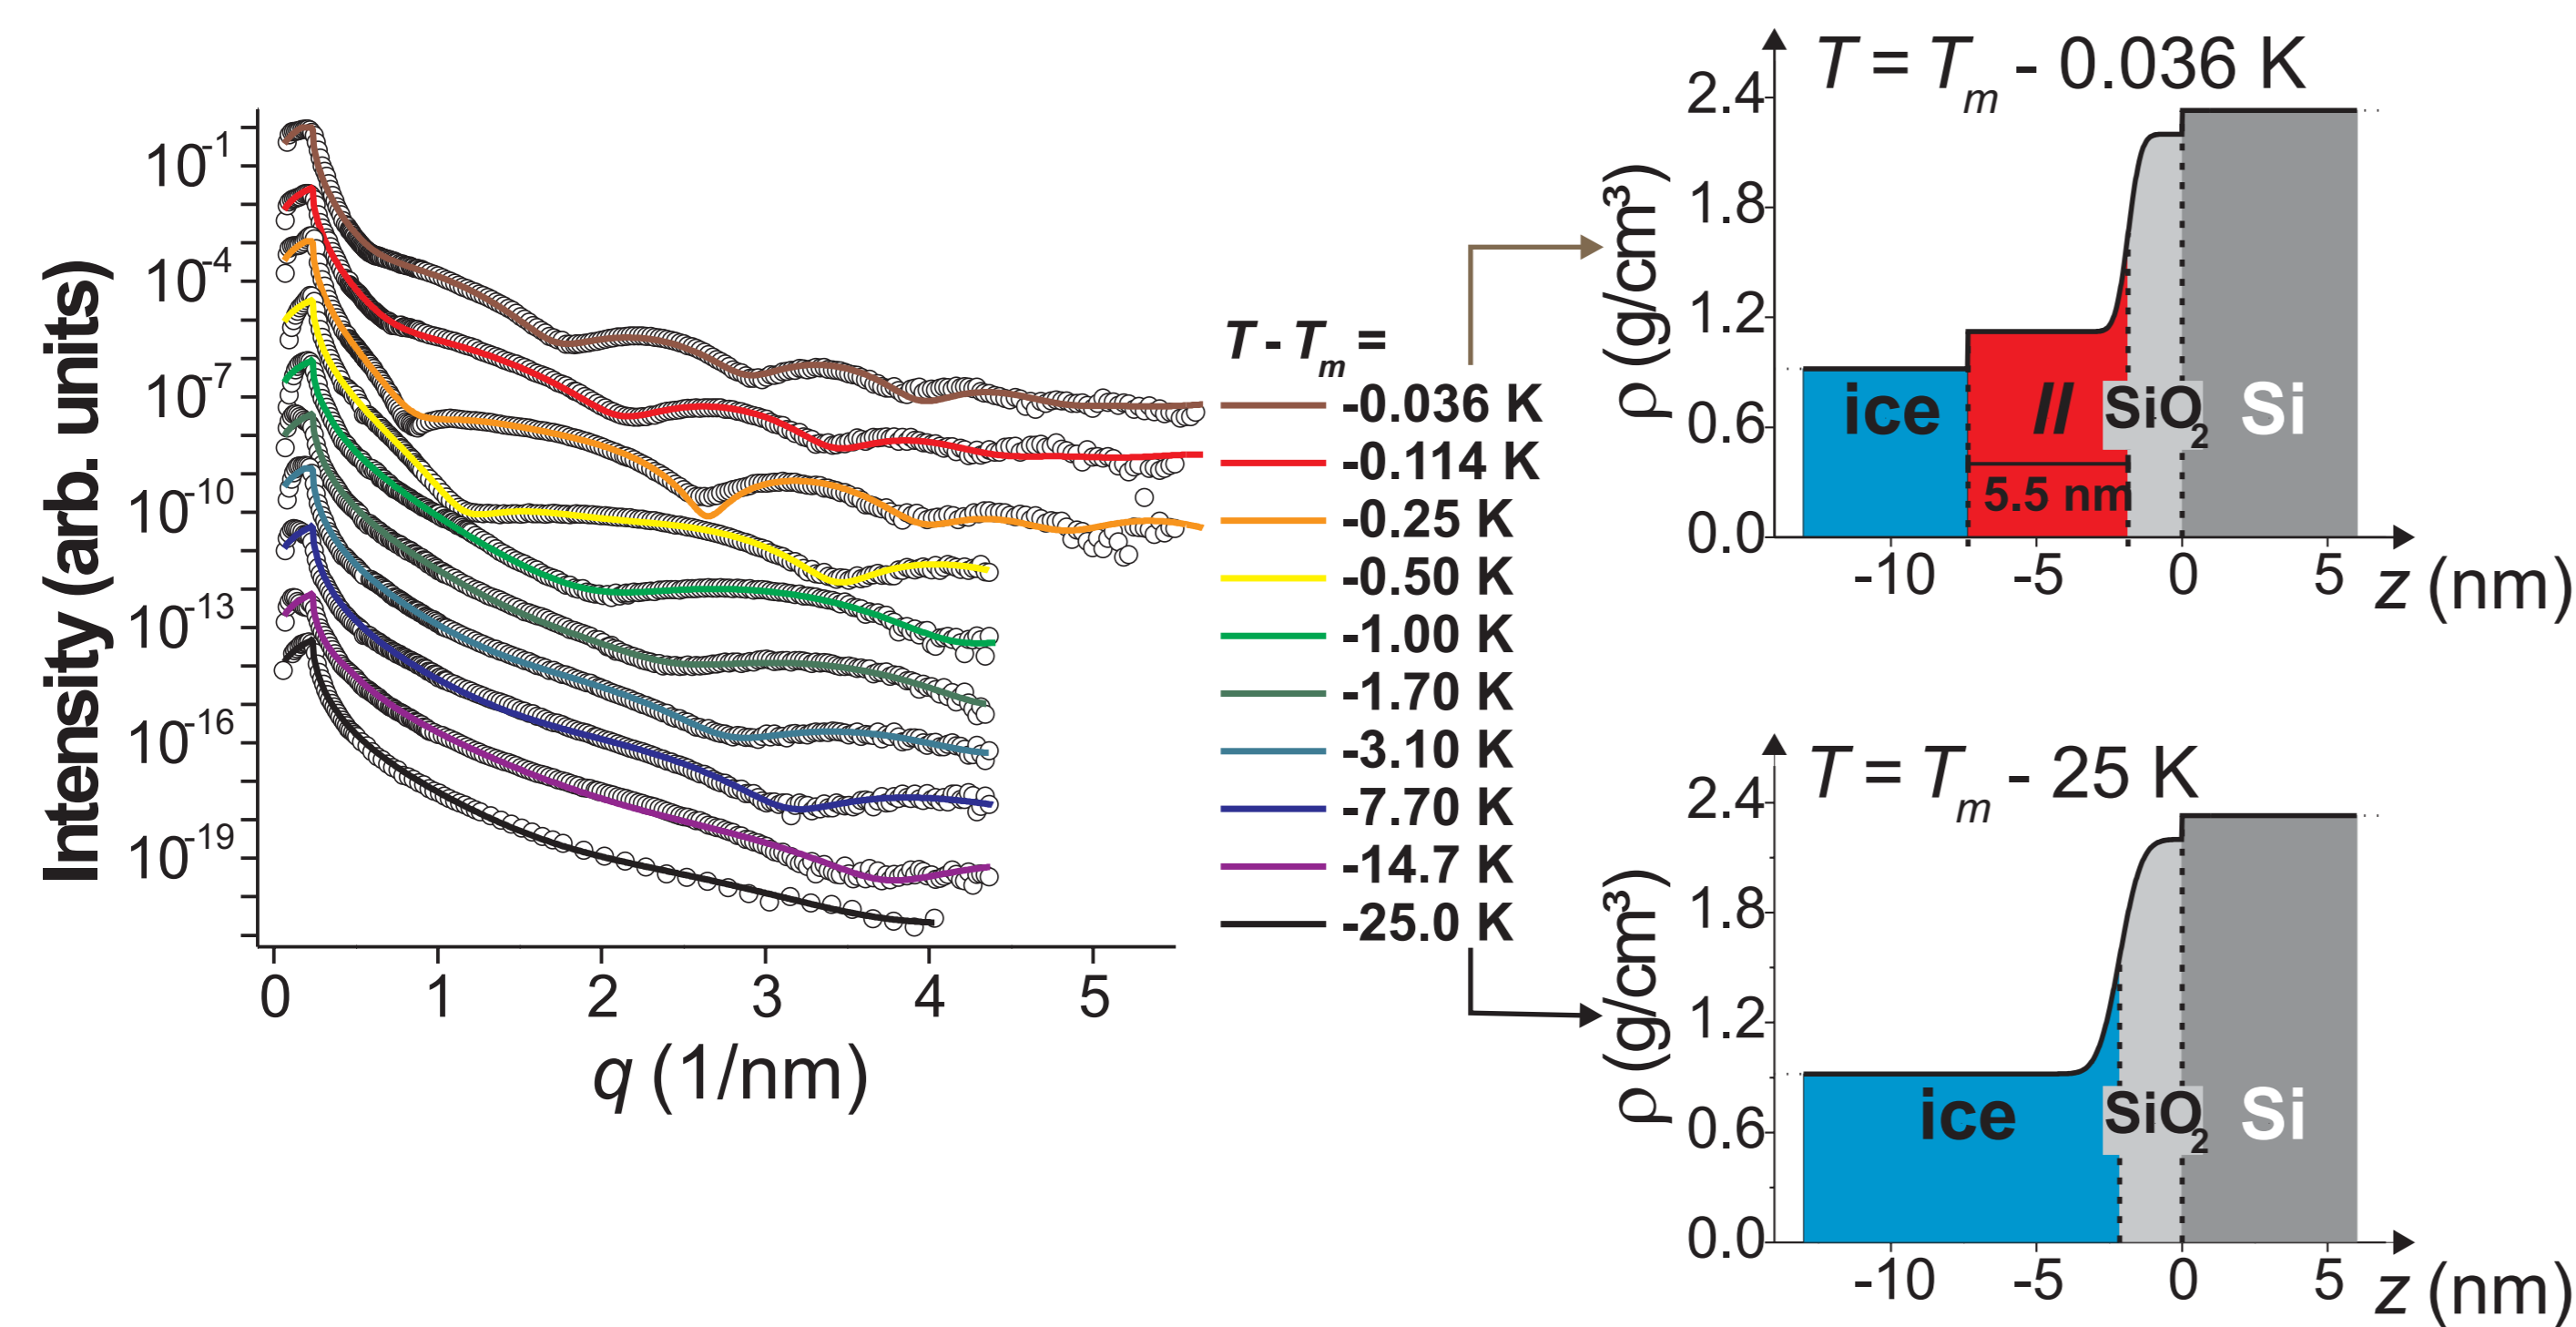 Intensity (arb. units)
10-1
10-4
10-7
10-10
10-13
10-16
10-19
0 1 2 3 4 5
q (1/nm)
T - Tm =
-0.036 K
-0.114 K
-0.25 K
-0.50 K
-1.00 K
-1.70 K
-3.10 K
-7.70 K
-14.7 K
-25.0 K
T = Tm - 0.036 K
ρ (g/cm³)
2.4
1.8
1.2
0.6
0.0
ice ll SiO2 Si
5.5 nm
-10 -5 0 5 z (nm)
T = Tm - 25 K
ρ (g/cm³)
2.4
1.8
1.2
0.6
0.0
ice SiO2 Si
-10 -5 0 5 z (nm)